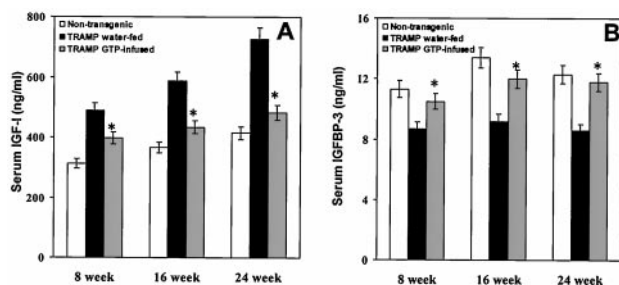 A
Non-transgenic
TRAMP water-fed
TRAMP GTP-infused
Serum IGF-I (ng/ml)
800
600
400
200
0
*
*
*
8 week
16 week
24 week
B
Non-transgenic
TRAMP water-fed
TRAMP GTP-infused
Serum IGFBP-3 (ng/ml)
16
12
8
4
0
*
*
*
8 week
16 week
24 week